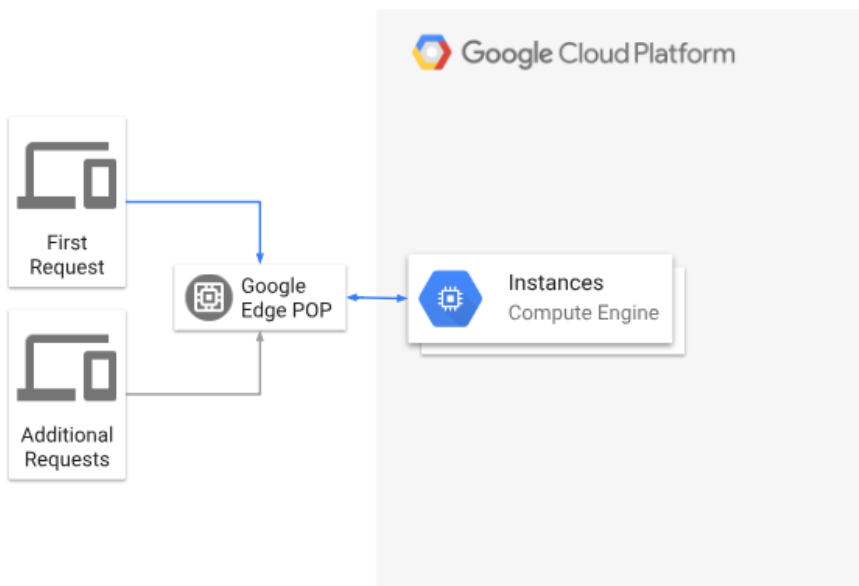 Google Cloud Platform
First
Request
Google
Edge POP
Instances
Compute Engine
Additional
Requests